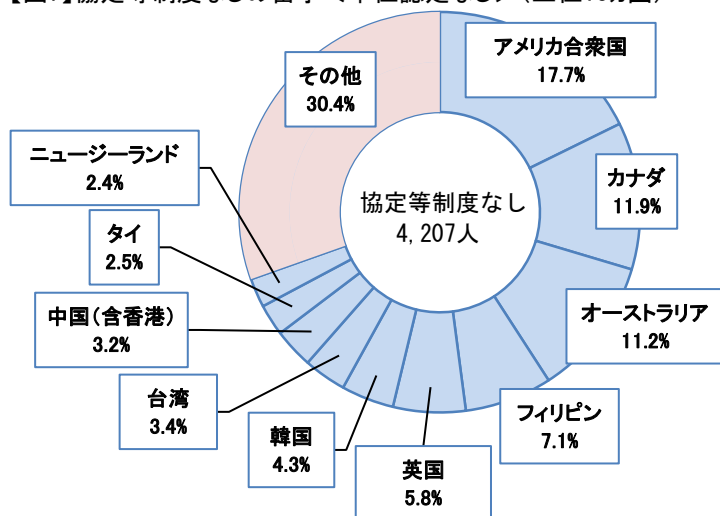 アメリカ合衆国
17.7%
カナダ
11.9%
オーストラリア
11.2%
フィリピン
7.1%
英国
5.8%
韓国
4.3%
台湾
3.4%
中国(含香港)
3.2%
タイ
2.5%
ニュージーランド
2.4%
その他
30.4%
協定等制度なし
4,207人